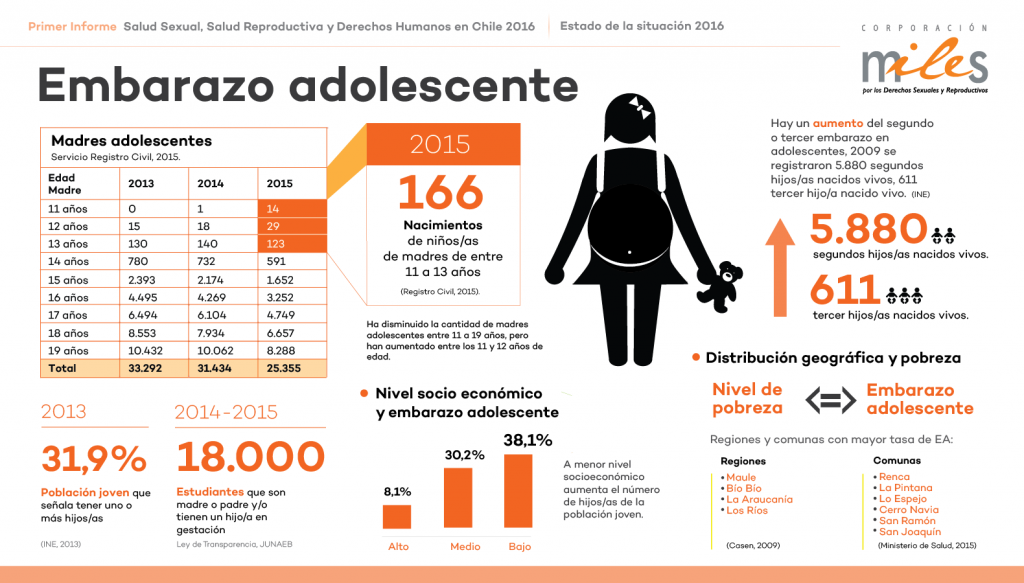 Primer Informe Salud Sexual, Salud Reproductiva y Derechos Humanos en Chile 2016
Estado de la situación 2016
CORPORACIÓN
miles
por los Derechos Sexuales y Reproductivos
Embarazo adolescente
Madres adolescentes
Servicio Registro Civil, 2015.
Edad Madre 2013 2014 2015
11 años 0 1 14
12 años 15 18 29
13 años 130 140 123
14 años 780 732 591
15 años 2.393 2.174 1.652
16 años 4.495 4.269 3.252
17 años 6.494 6.104 4.749
18 años 8.553 7.934 6.657
19 años 10.432 10.062 8.288
Total 33.292 31.434 25.355
2015
166
Nacimientos
de niños/as
de madres de entre
11 a 13 años
(Registro Civil, 2015).
Ha disminuido la cantidad de madres
adolescentes entre 11 a 19 años, pero
han aumentado entre los 11 y 12 años de
edad.
Hay un aumento del segundo
o tercer embarazo en
adolescentes, 2009 se
registraron 5.880 segundos
hijos/as nacidos vivos, 611
tercer hijo/a nacido vivo. (INE)
5.880
segundos hijos/as nacidos vivos.
611
tercer hijos/as nacidos vivos.
2013
31,9%
Población joven que
señala tener uno o
más hijos/as
(INE, 2013)
2014-2015
18.000
Estudiantes que son
madre o padre y/o
tienen un hijo/a en
gestación
Ley de Transparencia, JUNAEB
Nivel socio económico
y embarazo adolescente
8,1%
30,2%
38,1%
Alto Medio Bajo
A menor nivel
socioeconómico
aumenta el número
de hijos/as de la
población joven.
Distribución geográfica y pobreza
Nivel de
pobreza
<=>
Embarazo
adolescente
Regiones y comunas con mayor tasa de EA:
Regiones
• Maule
• Bío Bío
• La Araucanía
• Los Ríos
(Casen, 2009)
Comunas
• Renca
• La Pintana
• Lo Espejo
• Cerro Navia
• San Ramón
• San Joaquín
(Ministerio de Salud, 2015)